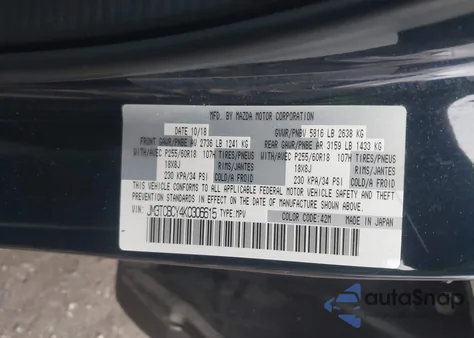 MFD. BY MAZDA MOTOR CORPORATION
DATE 10/18 GVWR/PNBV 5816 LB 2638 KG
FRONT GAWR/PNBE AV 2736 LB 1241 KG REAR GAWR/PNBE AR 3159 LB 1433 KG
WITH/AVEC P255/60R18 107H TIRES/PNEUS WITH/AVEC P255/60R18 107H TIRES/PNEUS
18X8J RIMS/JANTES 18X8J RIMS/JANTES
230 KPA/34 PSI COLD/A FROID 230 KPA/34 PSI COLD/A FROID
THIS VEHICLE CONFORMS TO ALL APPLICABLE FEDERAL MOTOR VEHICLE SAFETY, BUMPER, AND THEFT
PREVENTION STANDARDS IN EFFECT ON THE DATE OF MANUFACTURE SHOWN ABOVE.
VIN: JM3TCBCY4K0306615 TYPE: MPV COLOR CODE: 42M MADE IN JAPAN
autoSnap